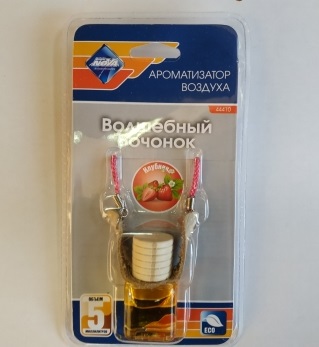 АРОМАТИЗАТОР
ВОЗДУХА
Волшебный
бочонок
Клубника
5
ECO